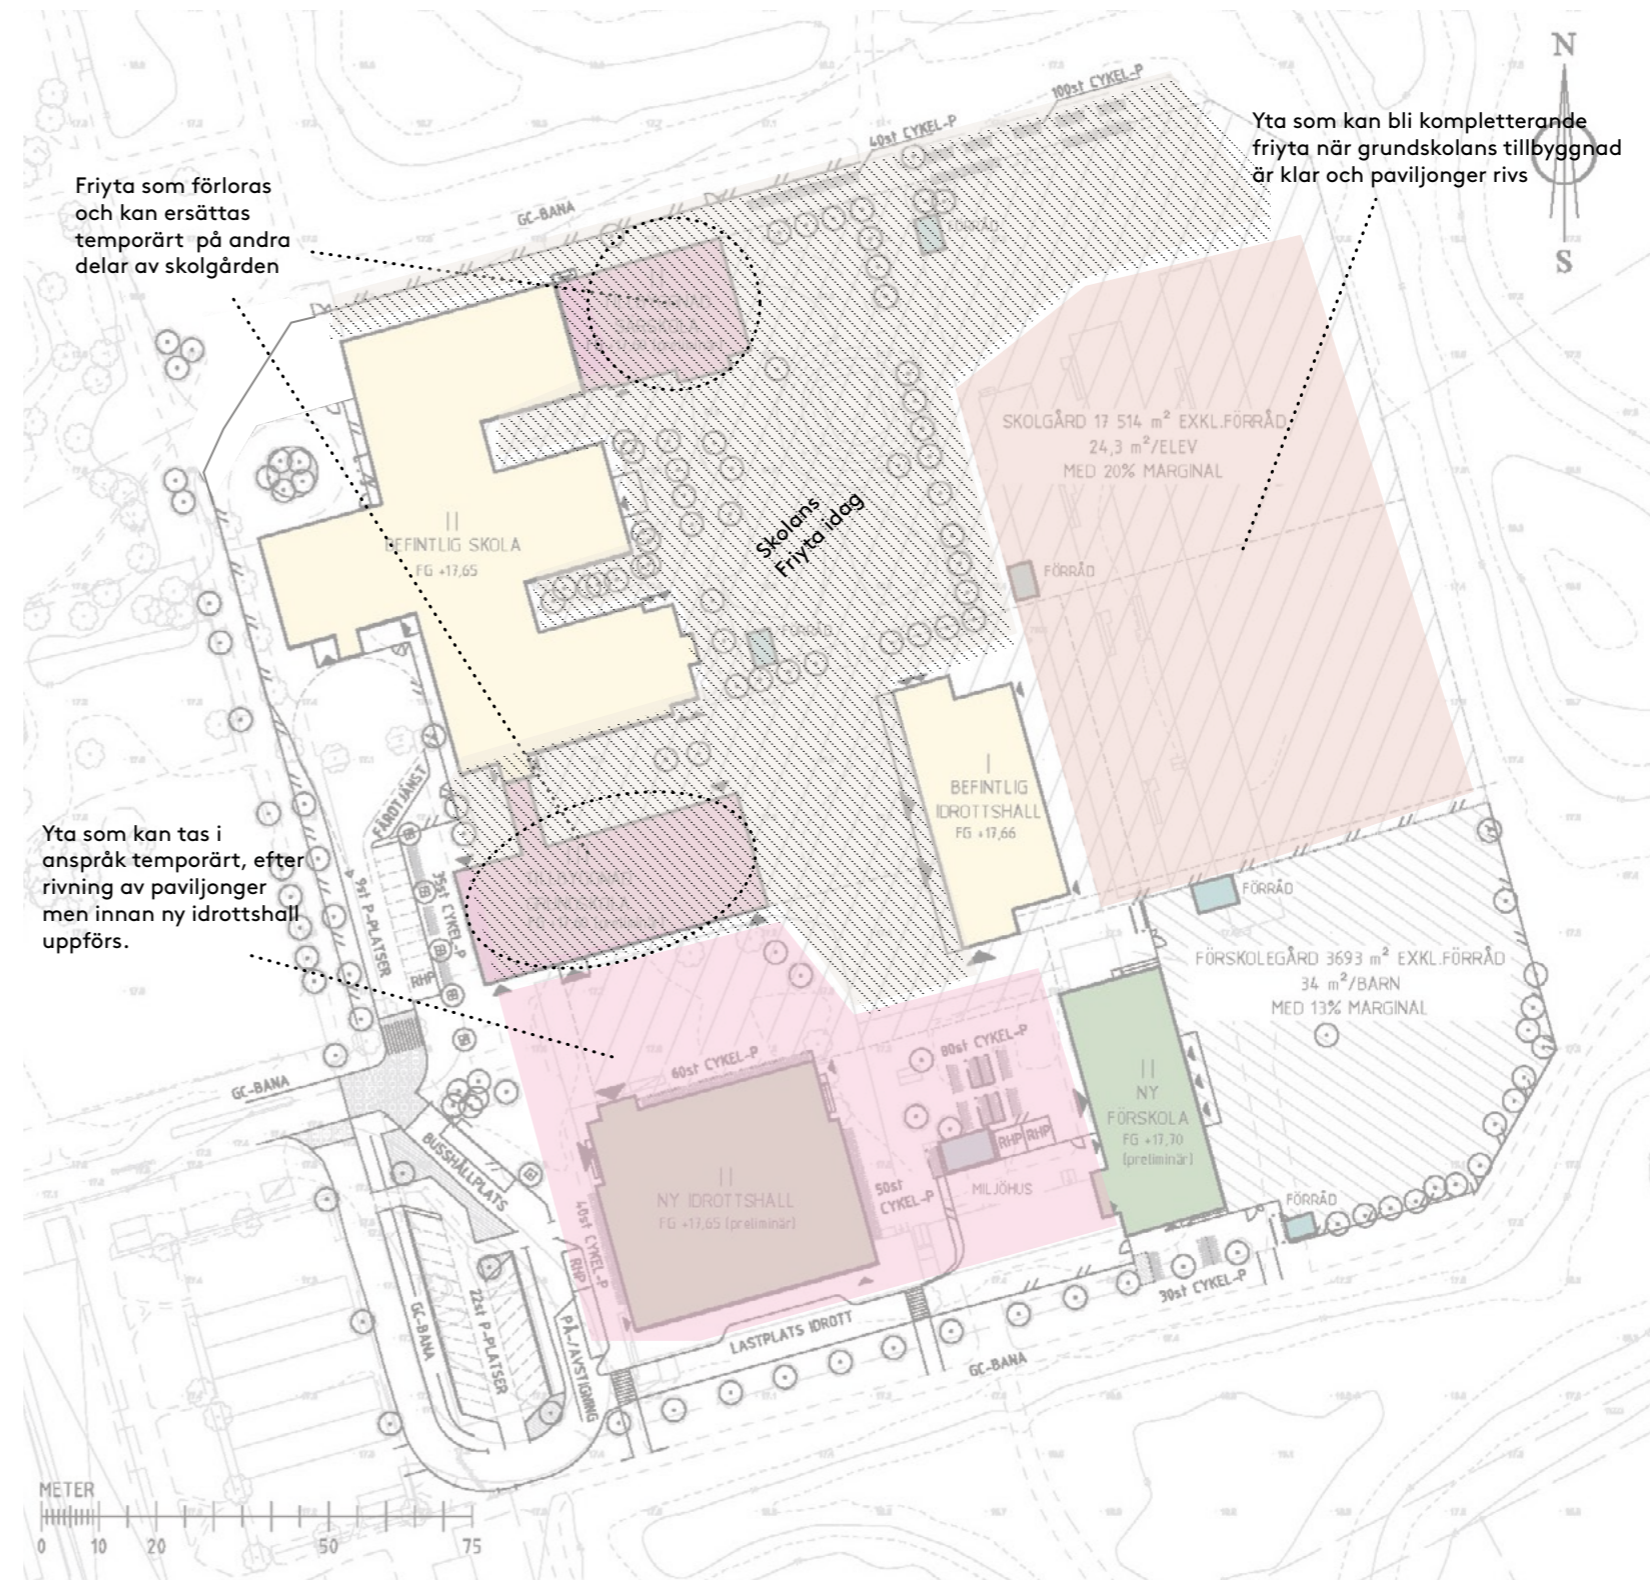 N
S
100st CYKEL-P
40st CYKEL-P
GC-BANA
Yta som kan bli kompletterande
friyta när grundskolans tillbyggnad
är klar och paviljonger rivs
Friyta som förloras
och kan ersättas
temporärt på andra
delar av skolgården
FÖRRÅD
SKOLGÅRD 17 514 m² EXKL.FÖRRÅD
24,3 m²/ELEV
MED 20% MARGINAL
Skolans
Friyta idag
II
BEFINTLIG SKOLA
FG +17,65
FÖRRÅD
FÖRRÅD
I
BEFINTLIG
IDROTTSHALL
FG +17,66
FÄRDTJÄNST
Yta som kan tas i
anspråk temporärt, efter
rivning av paviljonger
men innan ny idrottshall
uppförs.
9st P-PLATSER
35st CYKEL-P
RHP
FÖRRÅD
FÖRSKOLEGÅRD 3693 m² EXKL.FÖRRÅD
34 m²/BARN
MED 13% MARGINAL
60st CYKEL-P
80st CYKEL-P
II
NY
FÖRSKOLA
FG +17,70
(preliminär)
GC-BANA
BUSSHÅLLPLATS
RHP
RHP
MILJÖHUS
50st
CYKEL-P
II
NY IDROTTSHALL
FG +17,65 (preliminär)
40st CYKEL-P
RHP
FÖRRÅD
30st CYKEL-P
GC-BANA
22st P-PLATSER
PÅ-/AVSTIGNING
LASTPLATS IDROTT
GC-BANA
METER
0 10 20 50 75